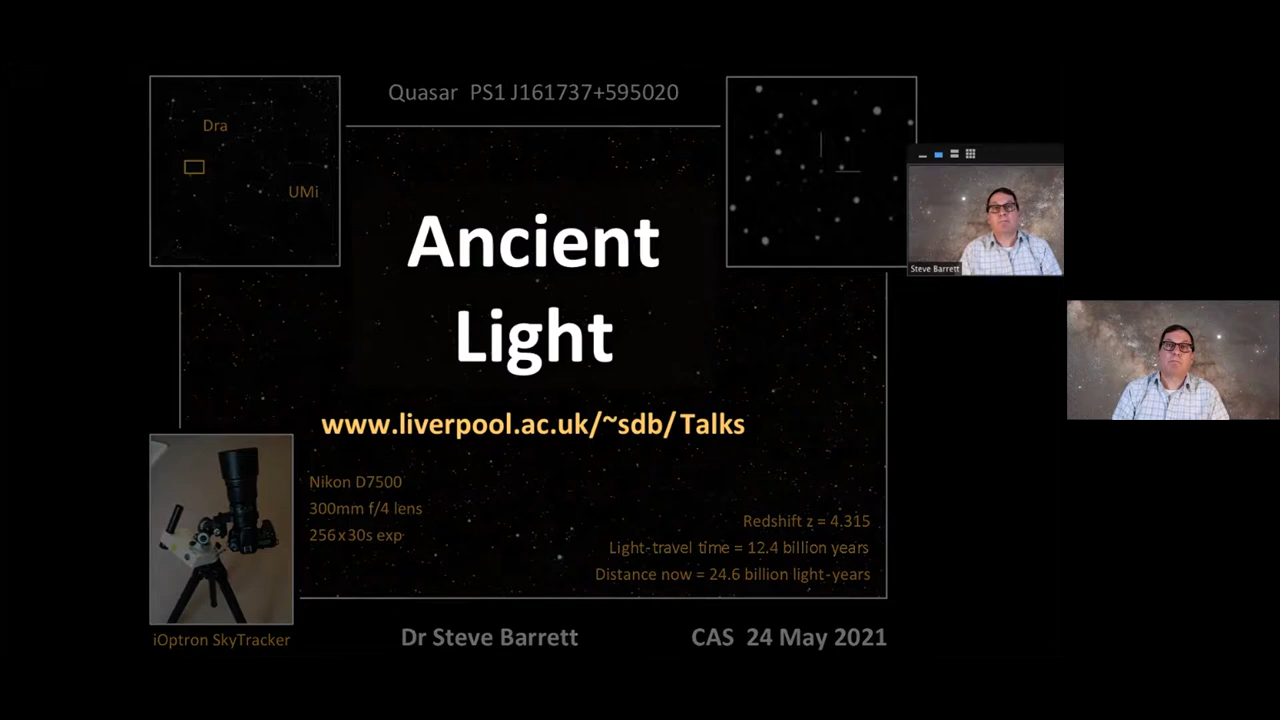 Quasar PS1 J161737+595020
Dra
UMi
Ancient
Light
www.liverpool.ac.uk/~sdb/Talks
Steve Barrett
Nikon D7500
300mm f/4 lens
256x30s exp
Redshift z = 4.315
Light-travel time = 12.4 billion years
Distance now = 24.6 billion light-years
iOptron SkyTracker
Dr Steve Barrett
CAS 24 May 2021